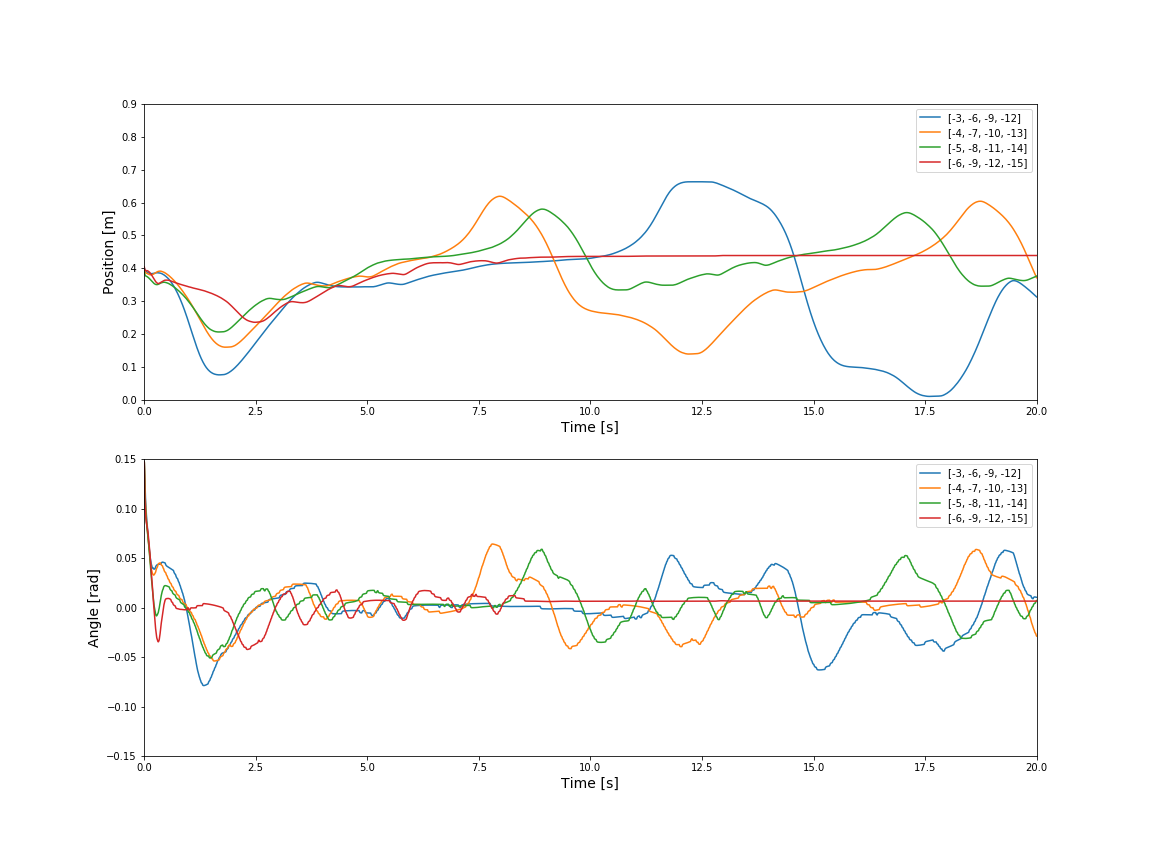 0.9
0.8
0.7
0.6
0.5
0.4
0.3
0.2
0.1
0.0
Position [m]
[-3, -6, -9, -12]
[-4, -7, -10, -13]
[-5, -8, -11, -14]
[-6, -9, -12, -15]
0.0 2.5 5.0 7.5 10.0 12.5 15.0 17.5 20.0
Time [s]
0.15
0.10
0.05
0.00
−0.05
−0.10
−0.15
Angle [rad]
[-3, -6, -9, -12]
[-4, -7, -10, -13]
[-5, -8, -11, -14]
[-6, -9, -12, -15]
0.0 2.5 5.0 7.5 10.0 12.5 15.0 17.5 20.0
Time [s]